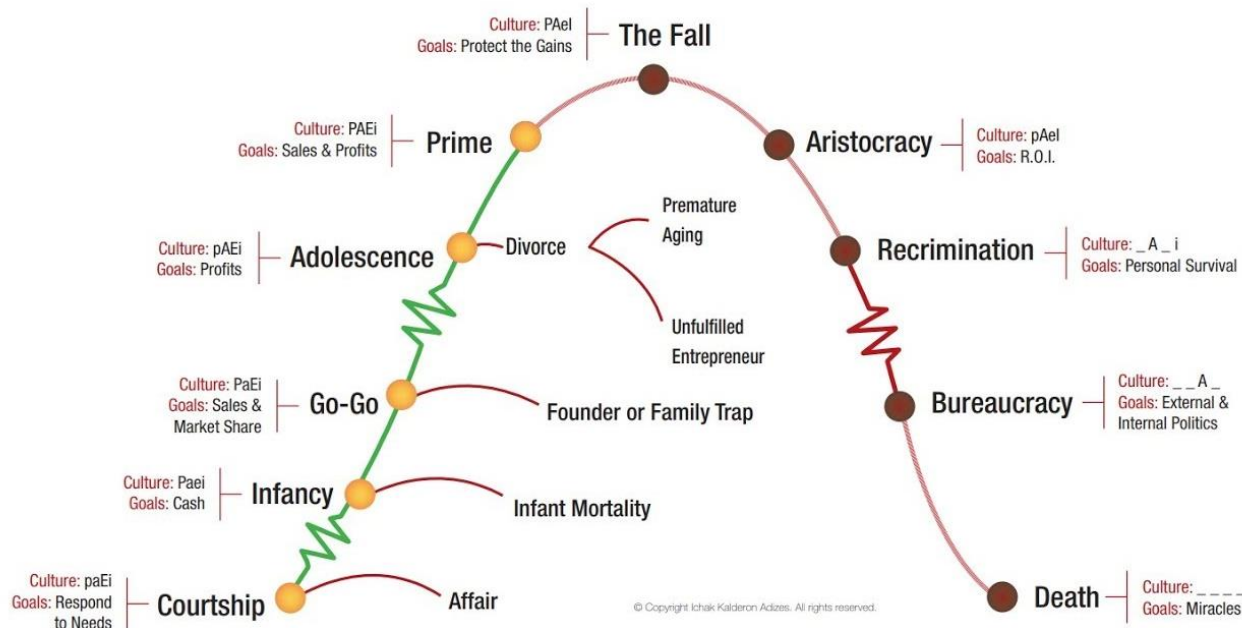 Culture: PAeI
Goals: Protect the Gains
The Fall
Culture: PAEi
Goals: Sales & Profits
Prime
Aristocracy
Culture: pAeI
Goals: R.O.I.
Culture: pAEi
Goals: Profits
Adolescence
Divorce
Premature
Aging
Unfulfilled
Entrepreneur
Recrimination
Culture: _ A _ i
Goals: Personal Survival
Culture: PaEi
Goals: Sales &
Market Share
Go-Go
Founder or Family Trap
Bureaucracy
Culture: _ _ A _
Goals: External &
Internal Politics
Culture: Paei
Goals: Cash
Infancy
Infant Mortality
Culture: paEi
Goals: Respond
to Needs
Courtship
Affair
© Copyright Ichak Kalderon Adizes. All rights reserved.
Death
Culture: _ _ _ _
Goals: Miracles